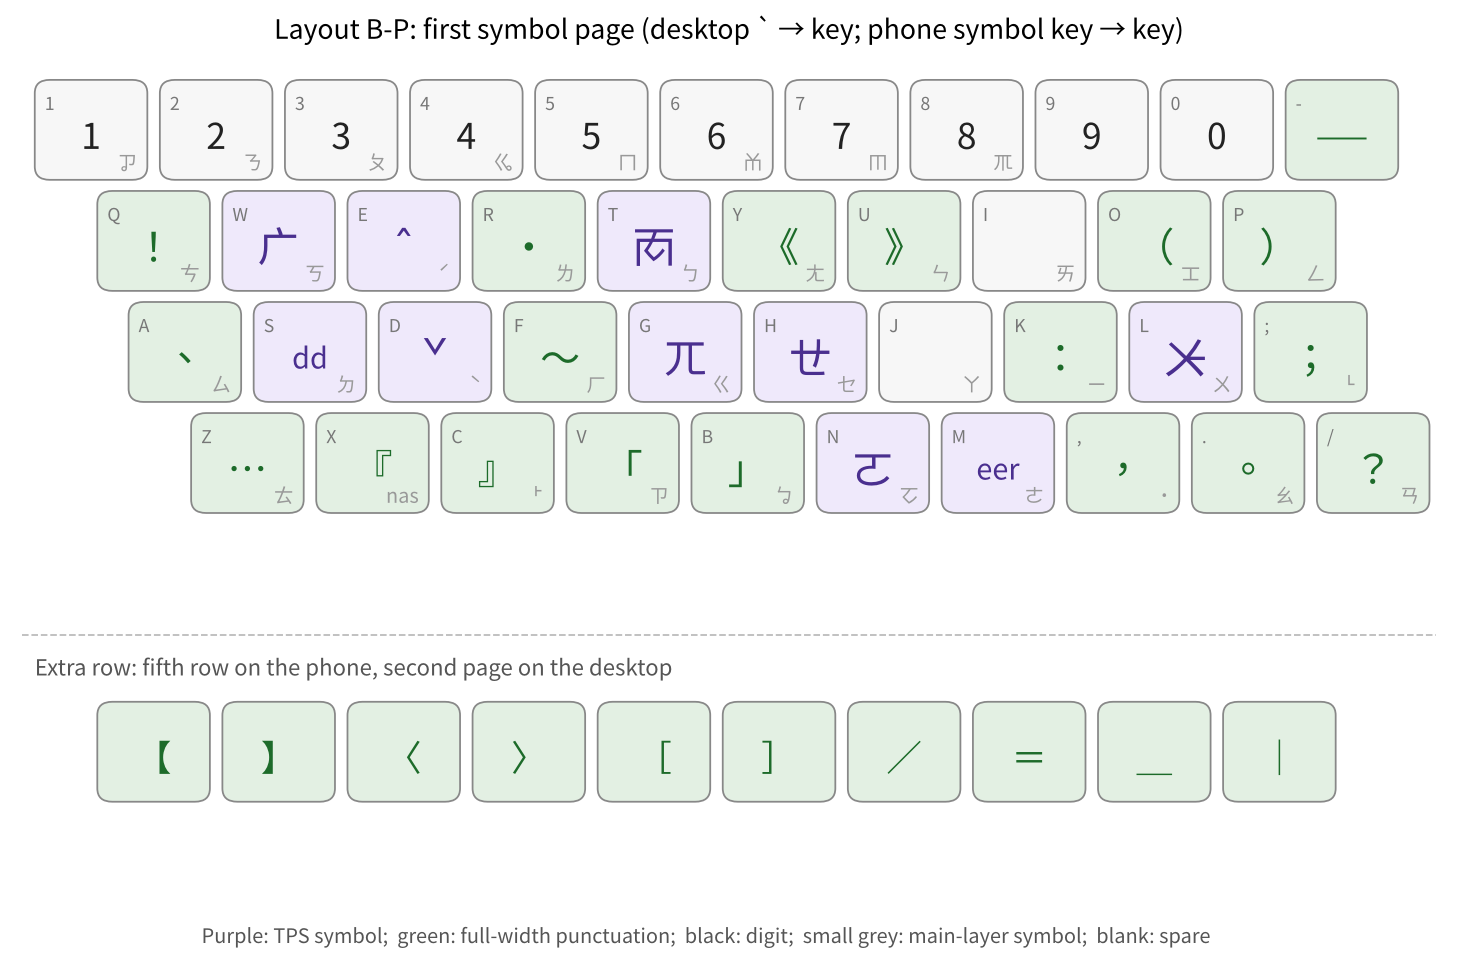 Layout B-P: first symbol page (desktop ` → key; phone symbol key → key)
1 1 ㄗ 2 2 ㄋ 3 3 ㄆ 4 4 ㆣ 5 5 ㄇ 6 6 7 7 8 8 9 9 0 0 - —
Q ！ ㄘ W 广 ㄎ E ˆ ˊ R • ㄌ T ㄅ Y 《 ㄤ U 》 ㄣ I ㄞ O （ ㆲ P ） ㄥ
A 、 ㄙ S dd ㄉ D ˇ ˋ F ～ ㄏ G ㄍ H ㄝ J ㄚ K ： ㄧ L ㄨ ; ；
Z … ㄊ X 『 nas C 』 V 「 ㄗ B 」 ㆠ N ㄛ M eer ㄜ , ， . 。 ㄠ / ？ ㄢ
Extra row: fifth row on the phone, second page on the desktop
【 】 〈 〉 ［ ］ ／ ＝ ＿ ｜
Purple: TPS symbol; green: full-width punctuation; black: digit; small grey: main-layer symbol; blank: spare